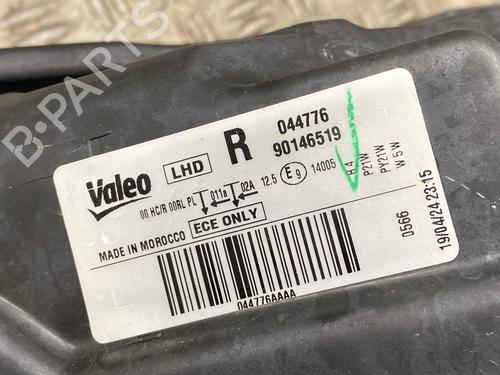 B-PARTS
Valeo
LHD
R
044776
90146519
00 HC/R 00RL PL 011a 02A 12.5 E9 14005
H4
P21W
PY21W
W5W
ECE ONLY
MADE IN MOROCCO
0566
19/04/24 23:15
044776AAAA